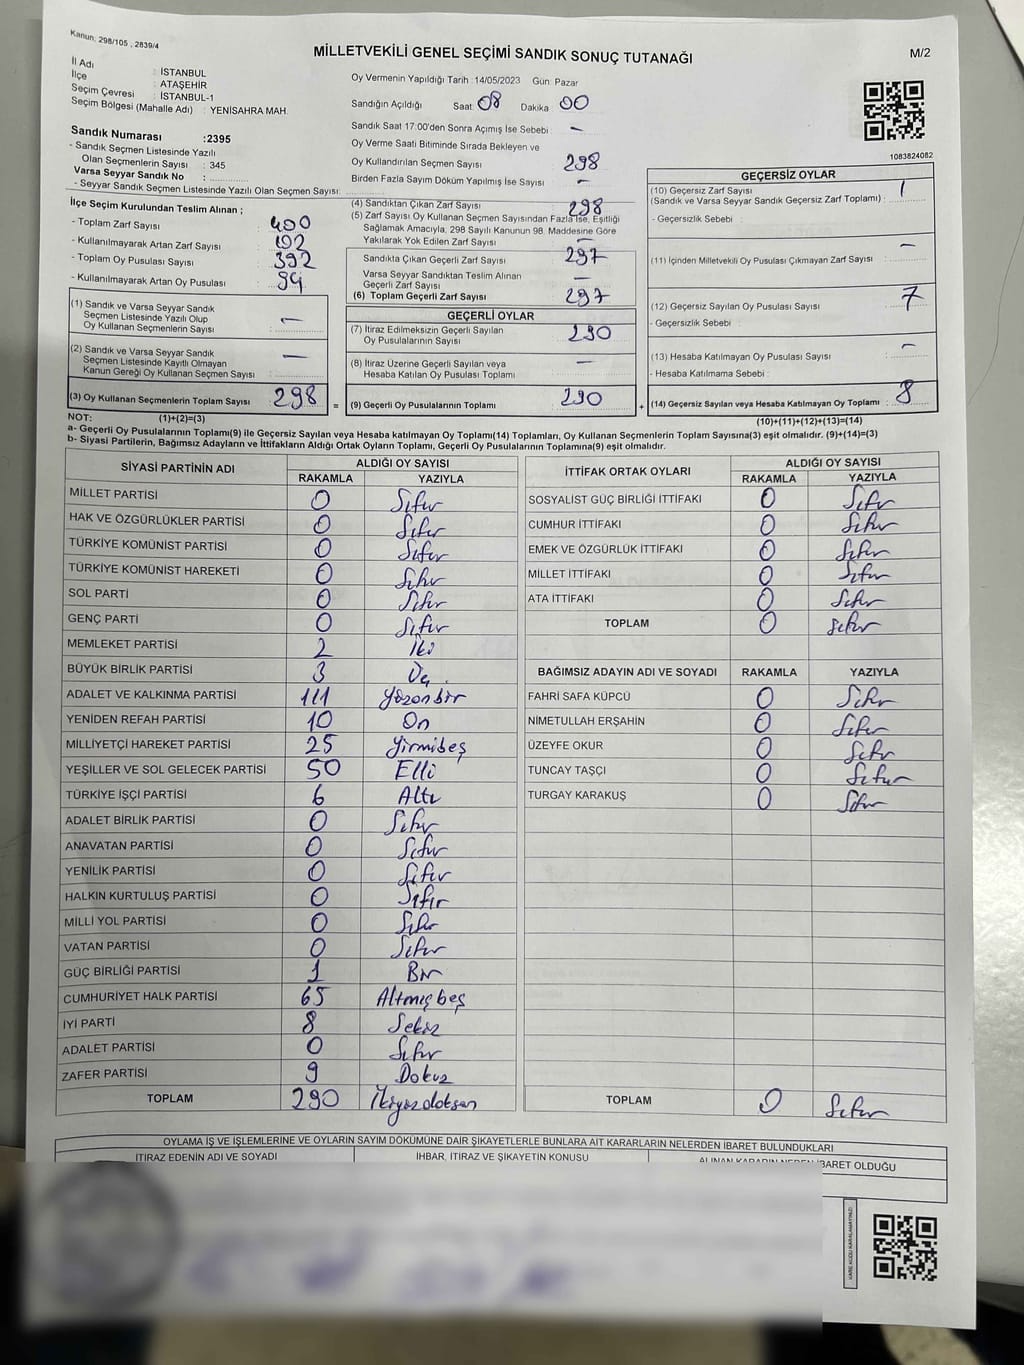 Kanun: 298/105 , 2839/4
MİLLETVEKİLİ GENEL SEÇİMİ SANDIK SONUÇ TUTANAĞI
M/2
İl Adı : İSTANBUL
İlçe : ATAŞEHİR
Seçim Çevresi : İSTANBUL-1
Seçim Bölgesi (Mahalle Adı) : YENİSAHRA MAH.
Sandık Numarası :2395
- Sandık Seçmen Listesinde Yazılı
Olan Seçmenlerin Sayısı : 345
Varsa Seyyar Sandık No :
- Seyyar Sandık Seçmen Listesinde Yazılı Olan Seçmen Sayısı:
Oy Vermenin Yapıldığı Tarih :14/05/2023 Gün: Pazar
Sandığın Açıldığı Saat: 08 Dakika 00
Sandık Saat 17:00'den Sonra Açmış İse Sebebi : —
Oy Verme Saati Bitiminde Sırada Bekleyen ve
Oy Kullandırılan Seçmen Sayısı : 298
Birden Fazla Sayım Döküm Yapılmış İse Sayısı : —
1083824082
İlçe Seçim Kurulundan Teslim Alınan ;
- Toplam Zarf Sayısı : 400
- Kullanılmayarak Artan Zarf Sayısı : 102
- Toplam Oy Pusulası Sayısı : 392
- Kullanılmayarak Artan Oy Pusulası : 94
(1) Sandık ve Varsa Seyyar Sandık
Seçmen Listesinde Yazılı Olup
Oy Kullanan Seçmenlerin Sayısı : —
(2) Sandık ve Varsa Seyyar Sandık
Seçmen Listesinde Kayıtlı Olmayan
Kanun Gereği Oy Kullanan Seçmen Sayısı : —
(3) Oy Kullanan Seçmenlerin Toplam Sayısı : 298
(4) Sandıktan Çıkan Zarf Sayısı : 298
(5) Zarf Sayısı Oy Kullanan Seçmen Sayısından Fazla İse, Eşitliği
Sağlamak Amacıyla, 298 Sayılı Kanunun 98. Maddesine Göre
Yakılarak Yok Edilen Zarf Sayısı : —
Sandıkta Çıkan Geçerli Zarf Sayısı : 297
Varsa Seyyar Sandıktan Teslim Alınan
Geçerli Zarf Sayısı : —
(6) Toplam Geçerli Zarf Sayısı : 297
GEÇERLİ OYLAR
(7) İtiraz Edilmeksizin Geçerli Sayılan
Oy Pusulalarının Sayısı : 290
(8) İtiraz Üzerine Geçerli Sayılan veya
Hesaba Katılan Oy Pusulası Toplamı : —
= (9) Geçerli Oy Pusulalarının Toplamı : 290
GEÇERSİZ OYLAR
(10) Geçersiz Zarf Sayısı
(Sandık ve Varsa Seyyar Sandık Geçersiz Zarf Toplamı) : 1
- Geçersizlik Sebebi :
(11) İçinden Milletvekili Oy Pusulası Çıkmayan Zarf Sayısı : —
(12) Geçersiz Sayılan Oy Pusulası Sayısı : 7
- Geçersizlik Sebebi :
(13) Hesaba Katılmayan Oy Pusulası Sayısı : —
- Hesaba Katılmama Sebebi :
+ (14) Geçersiz Sayılan veya Hesaba Katılmayan Oy Toplamı : 8
NOT: (1)+(2)=(3) (10)+(11)+(12)+(13)=(14)
a- Geçerli Oy Pusulalarının Toplamı(9) ile Geçersiz Sayılan veya Hesaba katılmayan Oy Toplamı(14) Toplamları, Oy Kullanan Seçmenlerin Toplam Sayısına(3) eşit olmalıdır. (9)+(14)=(3)
b- Siyasi Partilerin, Bağımsız Adayların ve İttifakların Aldığı Ortak Oyların Toplamı, Geçerli Oy Pusulalarının Toplamına(9) eşit olmalıdır.
SİYASİ PARTİNİN ADI ALDIĞI OY SAYISI
RAKAMLA YAZIYLA
MİLLET PARTİSİ 0 Sıfır
HAK VE ÖZGÜRLÜKLER PARTİSİ 0 Sıfır
TÜRKİYE KOMÜNİST PARTİSİ 0 Sıfır
TÜRKİYE KOMÜNİST HAREKETİ 0 Sıfır
SOL PARTİ 0 Sıfır
GENÇ PARTİ 0 Sıfır
MEMLEKET PARTİSİ 2 İki
BÜYÜK BİRLİK PARTİSİ 3 Üç
ADALET VE KALKINMA PARTİSİ 111 Yüzonbir
YENİDEN REFAH PARTİSİ 10 On
MİLLİYETÇİ HAREKET PARTİSİ 25 Yirmibeş
YEŞİLLER VE SOL GELECEK PARTİSİ 50 Elli
TÜRKİYE İŞÇİ PARTİSİ 6 Altı
ADALET BİRLİK PARTİSİ 0 Sıfır
ANAVATAN PARTİSİ 0 Sıfır
YENİLİK PARTİSİ 0 Sıfır
HALKIN KURTULUŞ PARTİSİ 0 Sıfır
MİLLİ YOL PARTİSİ 0 Sıfır
VATAN PARTİSİ 0 Sıfır
GÜÇ BİRLİĞİ PARTİSİ 1 Bir
CUMHURİYET HALK PARTİSİ 65 Altmış beş
İYİ PARTİ 8 Sekiz
ADALET PARTİSİ 0 Sıfır
ZAFER PARTİSİ 9 Dokuz
TOPLAM 290 İkiyüz doksan
İTTİFAK ORTAK OYLARI ALDIĞI OY SAYISI
RAKAMLA YAZIYLA
SOSYALİST GÜÇ BİRLİĞİ İTTİFAKI 0 Sıfır
CUMHUR İTTİFAKI 0 Sıfır
EMEK VE ÖZGÜRLÜK İTTİFAKI 0 Sıfır
MİLLET İTTİFAKI 0 Sıfır
ATA İTTİFAKI 0 Sıfır
TOPLAM 0 Sıfır
BAĞIMSIZ ADAYIN ADI VE SOYADI RAKAMLA YAZIYLA
FAHRİ SAFA KÜPCÜ 0 Sıfır
NİMETULLAH ERŞAHİN 0 Sıfır
ÜZEYFE OKUR 0 Sıfır
TUNCAY TAŞÇI 0 Sıfır
TURGAY KARAKUŞ 0 Sıfır
TOPLAM 0 Sıfır
OYLAMA İŞ VE İŞLEMLERİNE VE OYLARIN SAYIM DÖKÜMÜNE DAİR ŞİKAYETLERLE BUNLARA AİT KARARLARIN NELERDEN İBARET BULUNDUKLARI
İTİRAZ EDENİN ADI VE SOYADI İHBAR, İTİRAZ VE ŞİKAYETİN KONUSU ALINAN KARARIN NEDEN İBARET OLDUĞU
KARE KODU KARALAMAYINIZ!